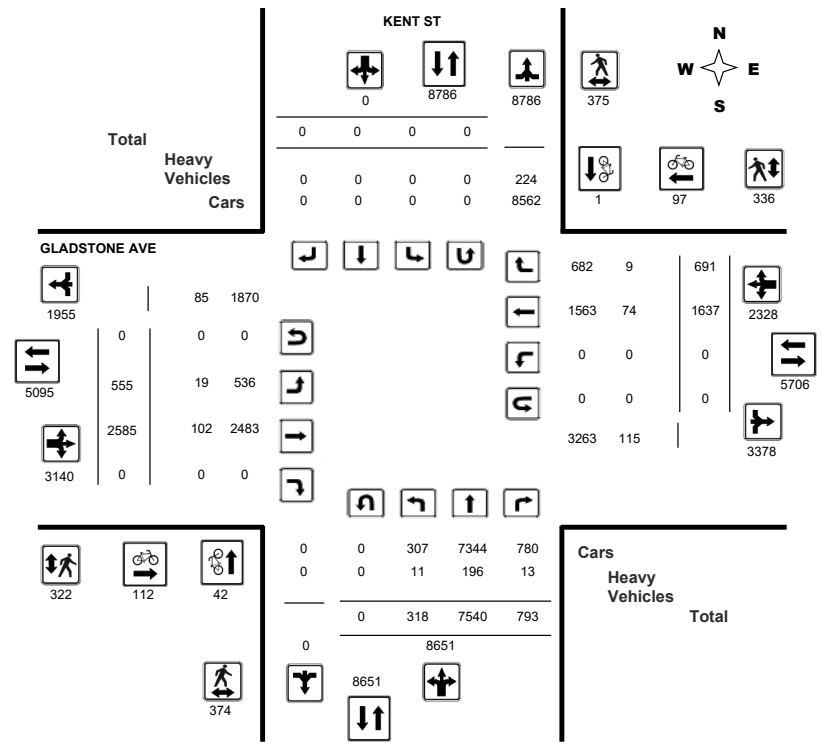 KENT ST
N
W E
S
0
8786
8786
375
0 0 0 0
Total
Heavy
Vehicles
0 0 0 0 224
Cars
0 0 0 0 8562
1
97
336
GLADSTONE AVE
1955
85 1870
682 9 691
1563 74 1637
2328
0 0 0
0 0 0
5095
555 19 536
5706
2585 102 2483
0 0 0
3263 115
3378
3140
0 0 0
0 0 307 7344 780
Cars
0 0 11 196 13
Heavy
Vehicles
322
112
42
0 318 7540 793
Total
0
8651
8651
374